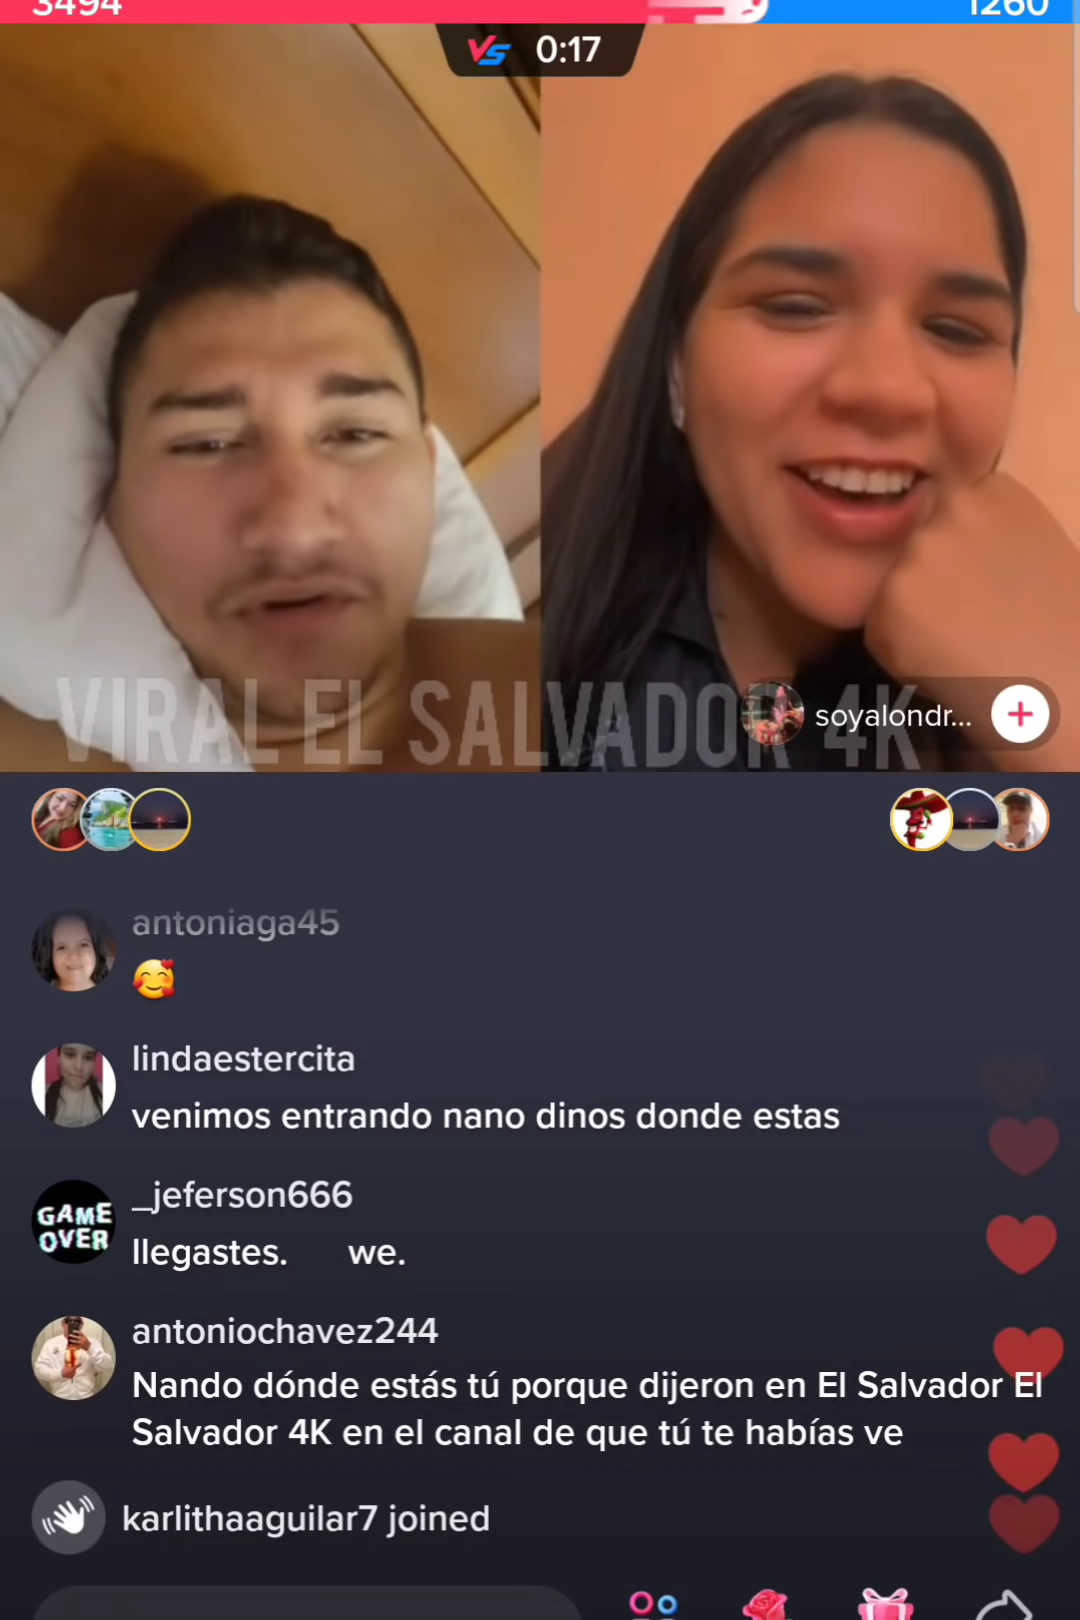 3494
1260
VS 0:17
VIRAL EL SALVADOR 4K
soyalondr...
antoniaga45
lindaestercita
venimos entrando nano dinos donde estas
GAME
OVER
_jeferson666
llegastes. we.
antoniochavez244
Nando dónde estás tú porque dijeron en El Salvador El
Salvador 4K en el canal de que tú te habías ve
karlithaaguilar7 joined